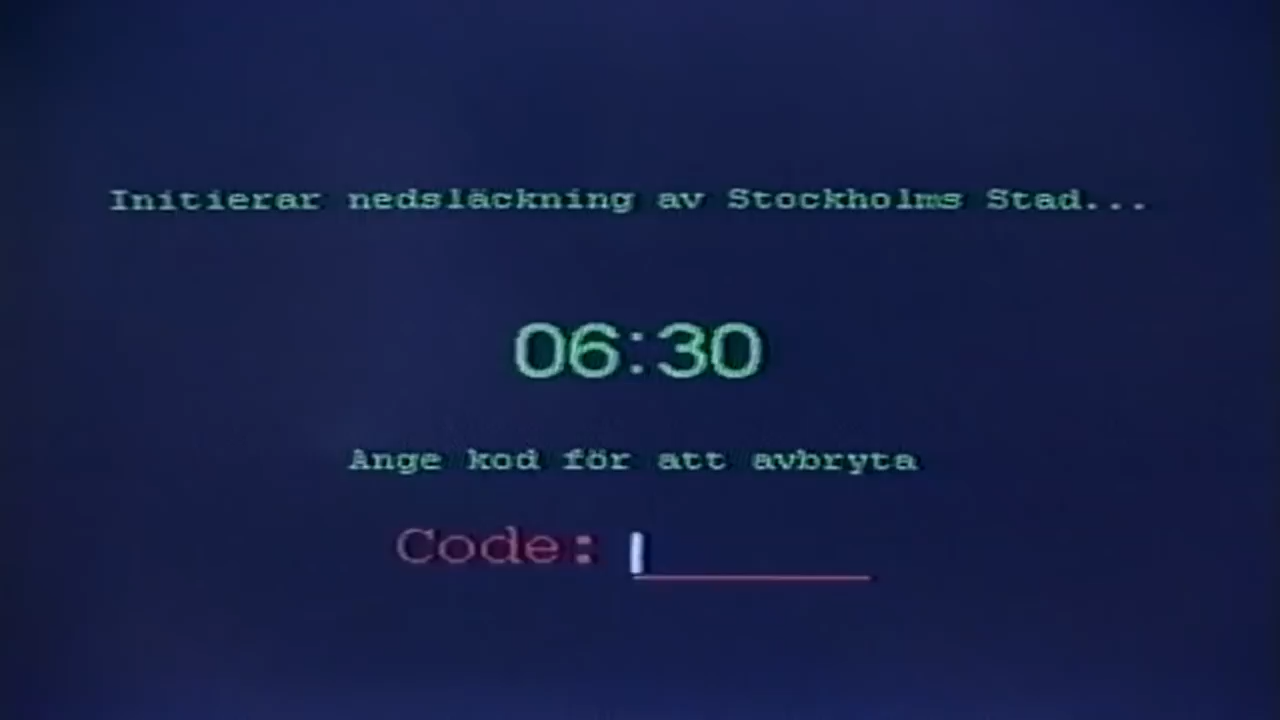 Initierar nedsläckning av Stockholms Stad...
06:30
Ange kod för att avbryta
Code: